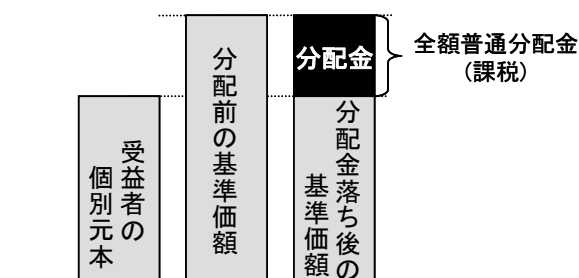 受益者の
個別元本
分配前の基準価額
分配金
分配金落ち後の
基準価額
全額普通分配金
(課税)